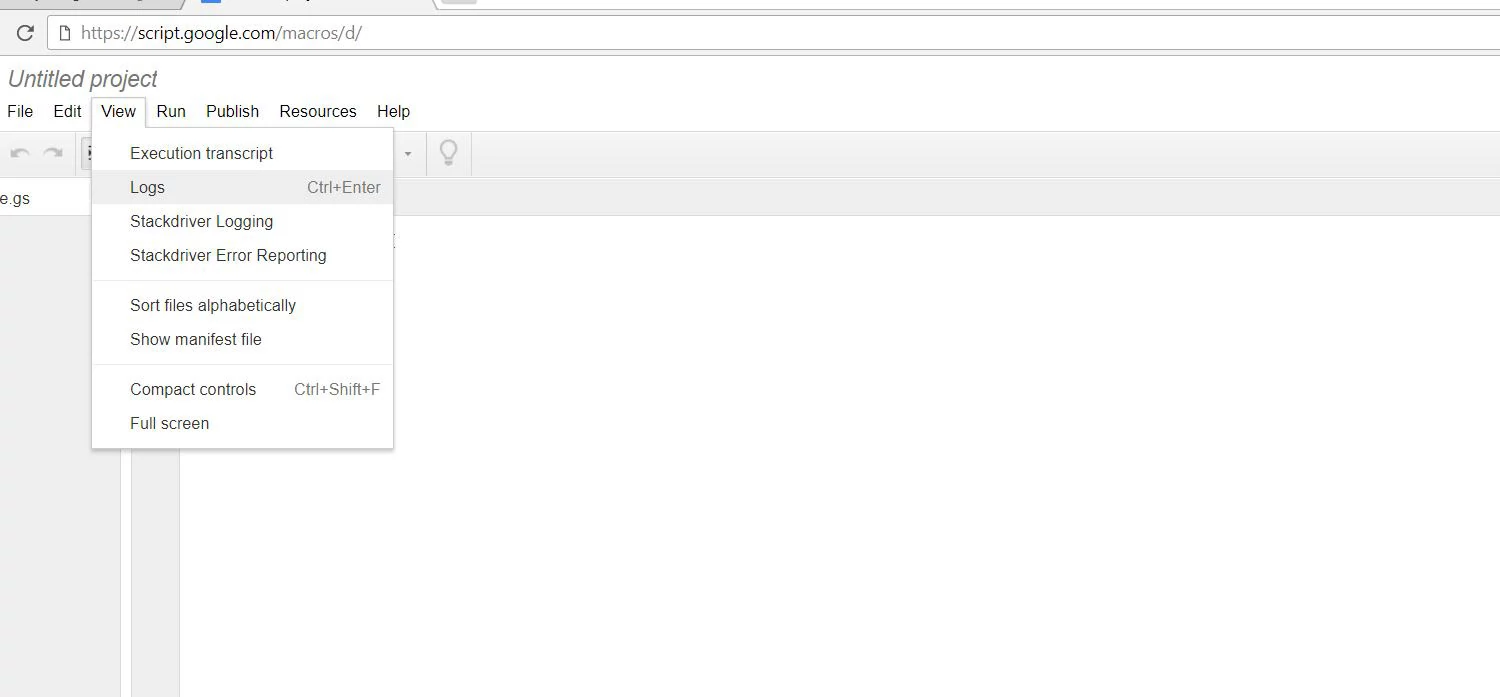 https://script.google.com/macros/d/
Untitled project
File Edit View Run Publish Resources Help
Execution transcript
Logs Ctrl+Enter
Stackdriver Logging
e.gs
Stackdriver Error Reporting
Sort files alphabetically
Show manifest file
Compact controls Ctrl+Shift+F
Full screen